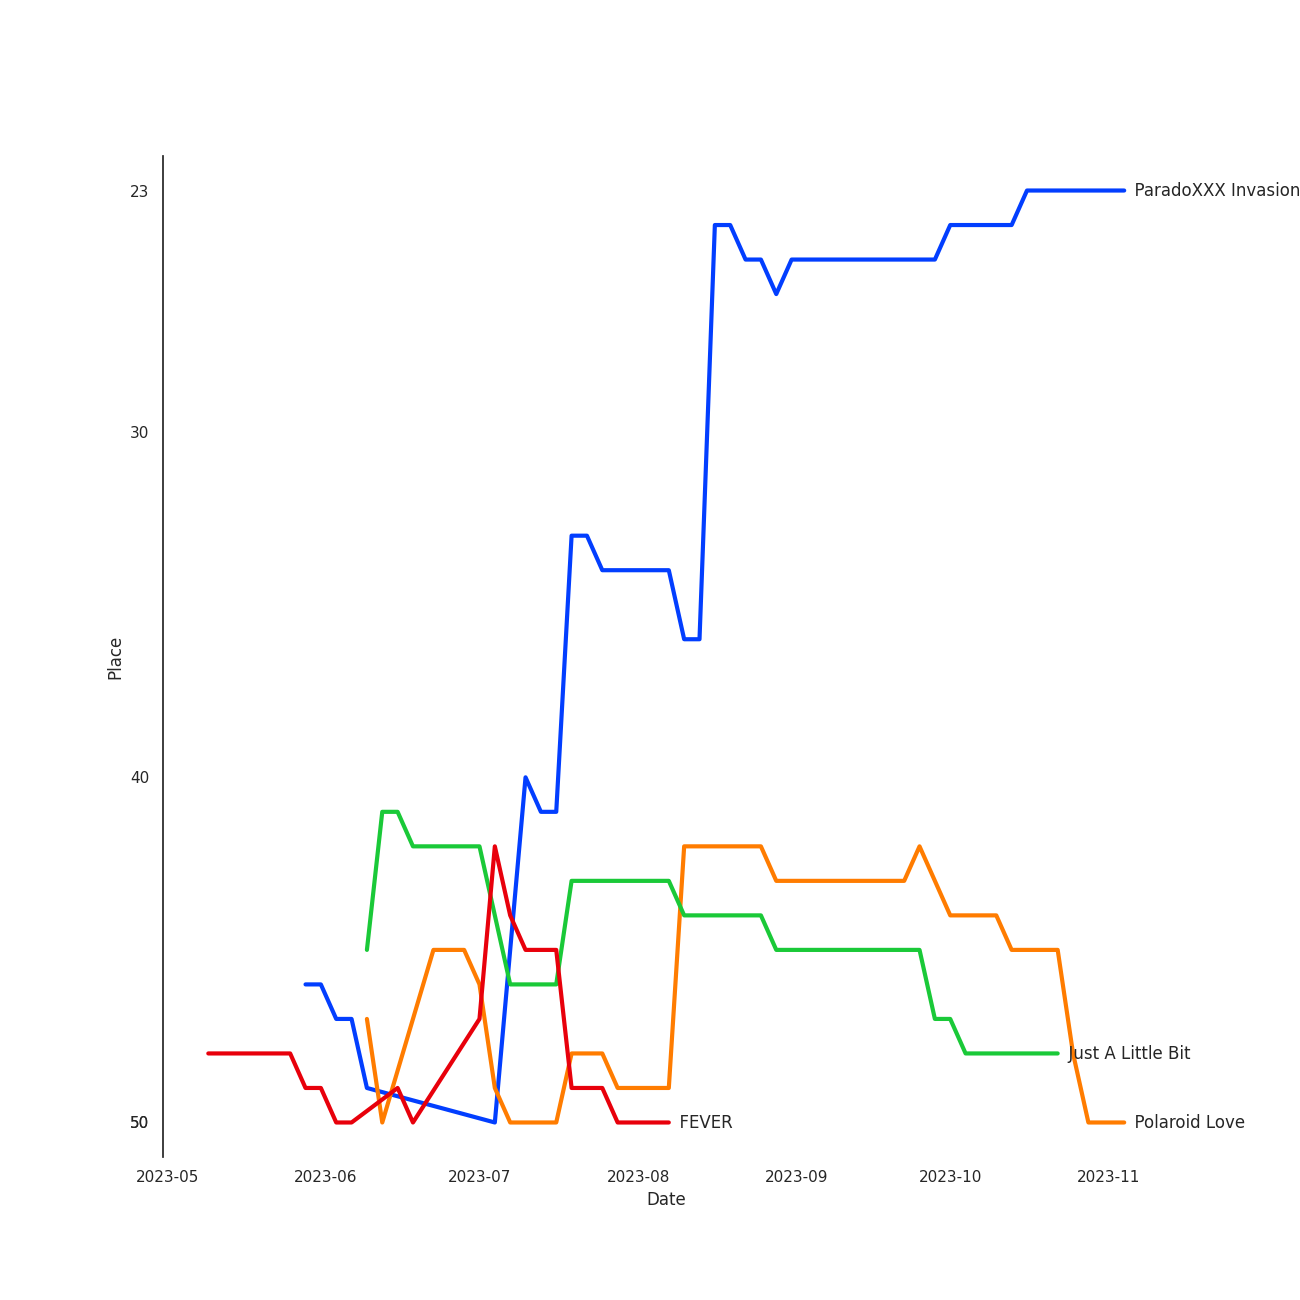 23
ParadoXXX Invasion
30
Place
40
Just A Little Bit
50
FEVER
Polaroid Love
2023-05
2023-06
2023-07
2023-08
2023-09
2023-10
2023-11
Date